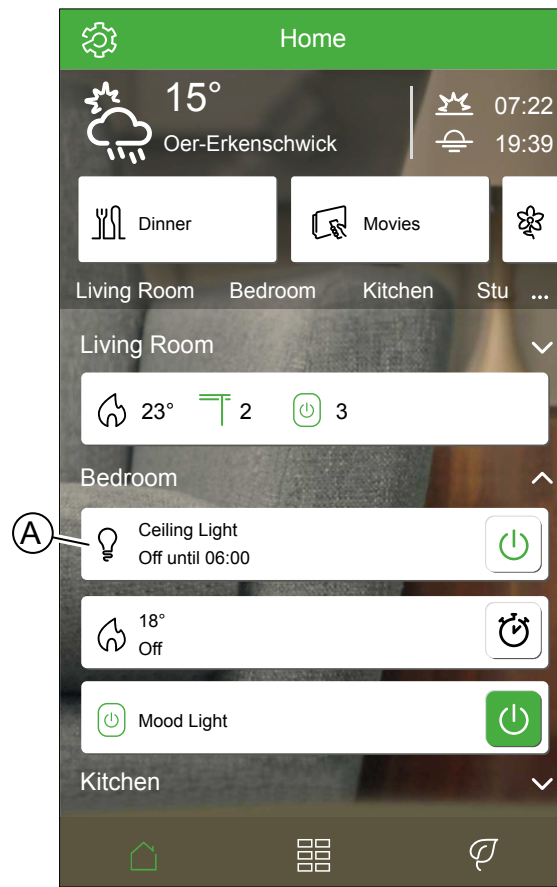 Home
15°
07:22
Oer-Erkenschwick
19:39
Dinner
Movies
Living Room
Bedroom
Kitchen
Stu
...
Living Room
23°
2
3
Bedroom
A
Ceiling Light
Off until 06:00
18°
Off
Mood Light
Kitchen